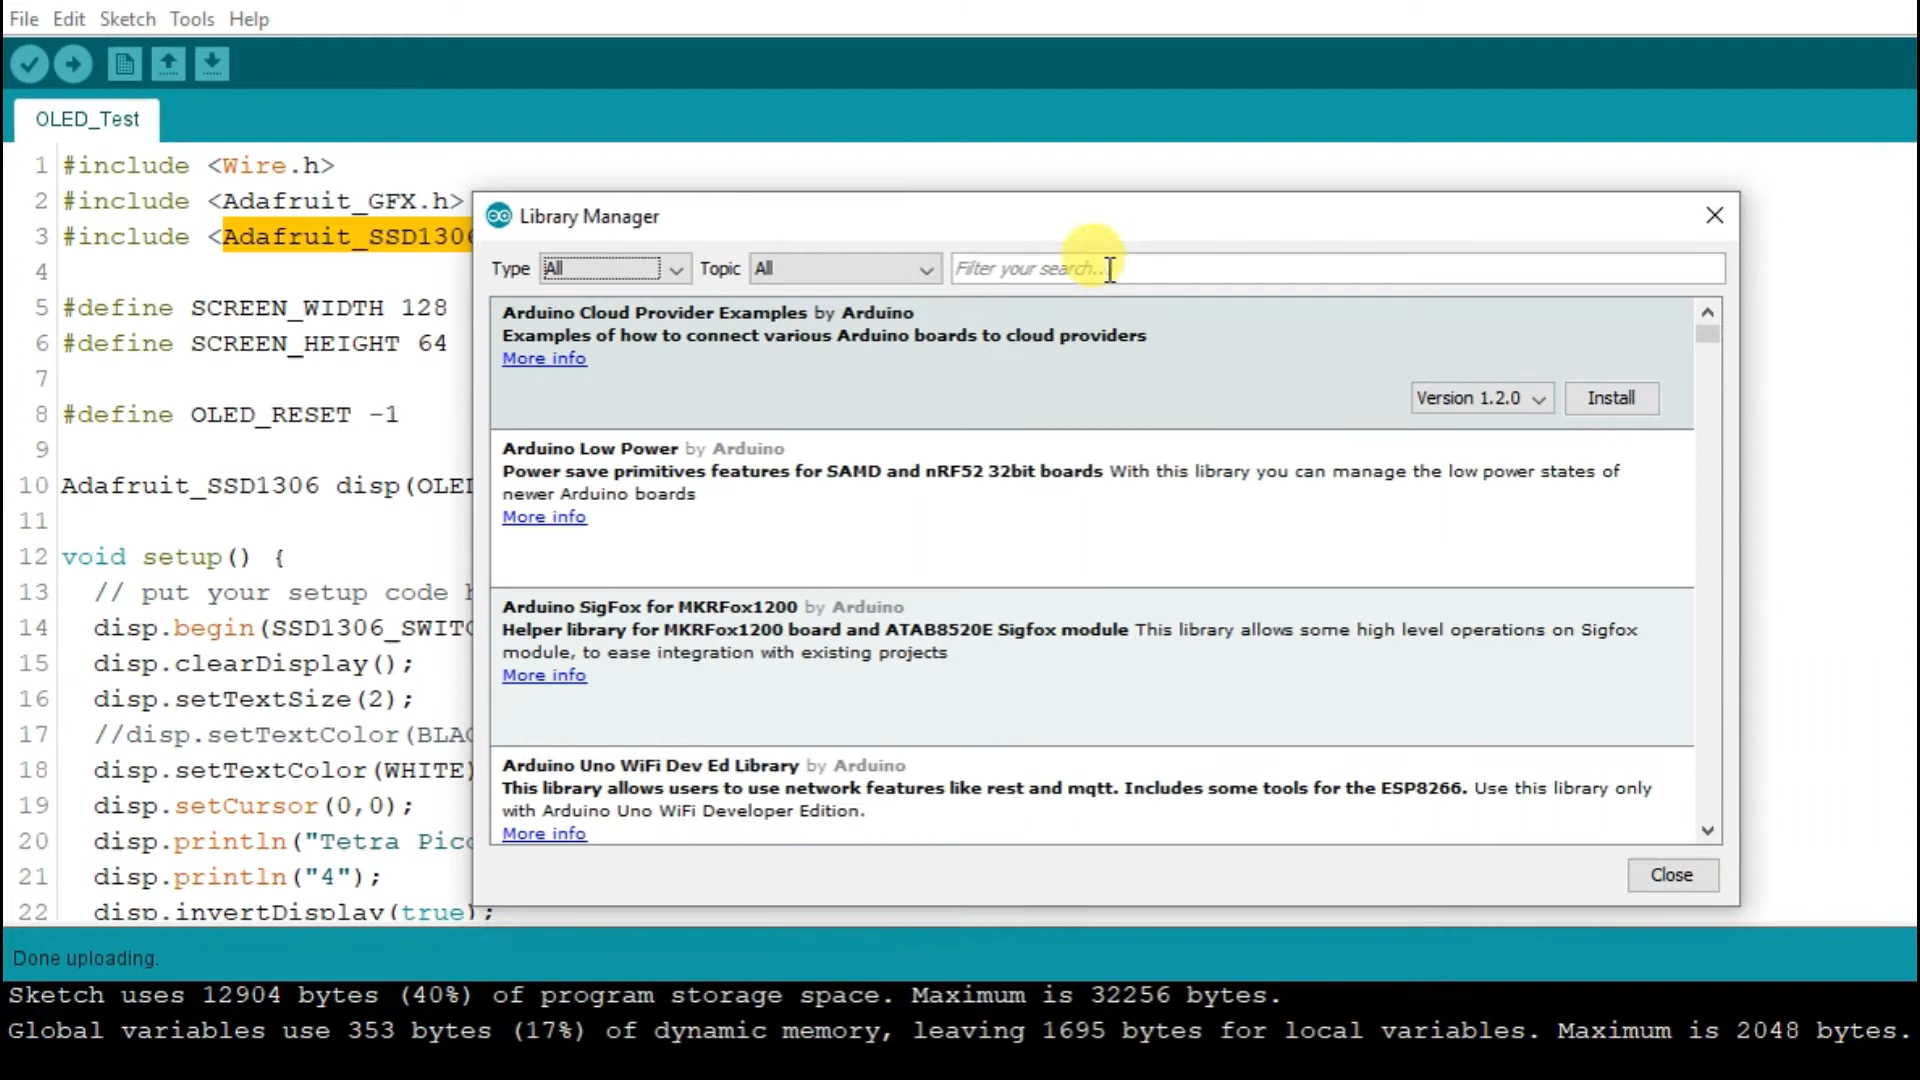 File Edit Sketch Tools Help
OLED_Test
1 #include <Wire.h>
2 #include <Adafruit_GFX.h>
3 #include <Adafruit_SSD1306
4
5 #define SCREEN_WIDTH 128
6 #define SCREEN_HEIGHT 64
7
8 #define OLED_RESET -1
9
10 Adafruit_SSD1306 disp(OLED
11
12 void setup() {
13 // put your setup code h
14 disp.begin(SSD1306_SWITC
15 disp.clearDisplay();
16 disp.setTextSize(2);
17 //disp.setTextColor(BLAC
18 disp.setTextColor(WHITE)
19 disp.setCursor(0,0);
20 disp.println("Tetra Pic
21 disp.println("4");
22 disp.invertDisplay(true);
Library Manager
Type All Topic All Filter your search...
Arduino Cloud Provider Examples by Arduino
Examples of how to connect various Arduino boards to cloud providers
More info
Version 1.2.0 Install
Arduino Low Power by Arduino
Power save primitives features for SAMD and nRF52 32bit boards With this library you can manage the low power states of
newer Arduino boards
More info
Arduino SigFox for MKRFox1200 by Arduino
Helper library for MKRFox1200 board and ATAB8520E Sigfox module This library allows some high level operations on Sigfox
module, to ease integration with existing projects
More info
Arduino Uno WiFi Dev Ed Library by Arduino
This library allows users to use network features like rest and mqtt. Includes some tools for the ESP8266. Use this library only
with Arduino Uno WiFi Developer Edition.
More info
Close
Done uploading.
Sketch uses 12904 bytes (40%) of program storage space. Maximum is 32256 bytes.
Global variables use 353 bytes (17%) of dynamic memory, leaving 1695 bytes for local variables. Maximum is 2048 bytes.